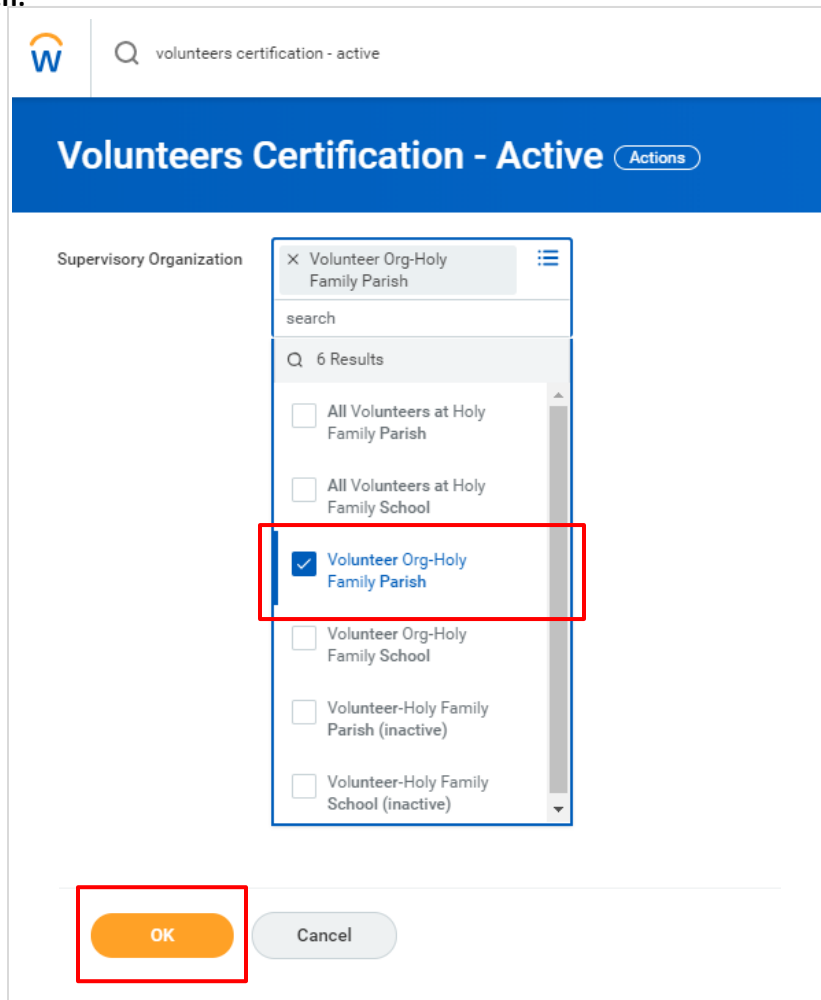 W
volunteers certification - active
Volunteers Certification - Active Actions
Supervisory Organization
× Volunteer Org-Holy
Family Parish
search
6 Results
All Volunteers at Holy
Family Parish
All Volunteers at Holy
Family School
Volunteer Org-Holy
Family Parish
Volunteer Org-Holy
Family School
Volunteer-Holy Family
Parish (inactive)
Volunteer-Holy Family
School (inactive)
OK
Cancel